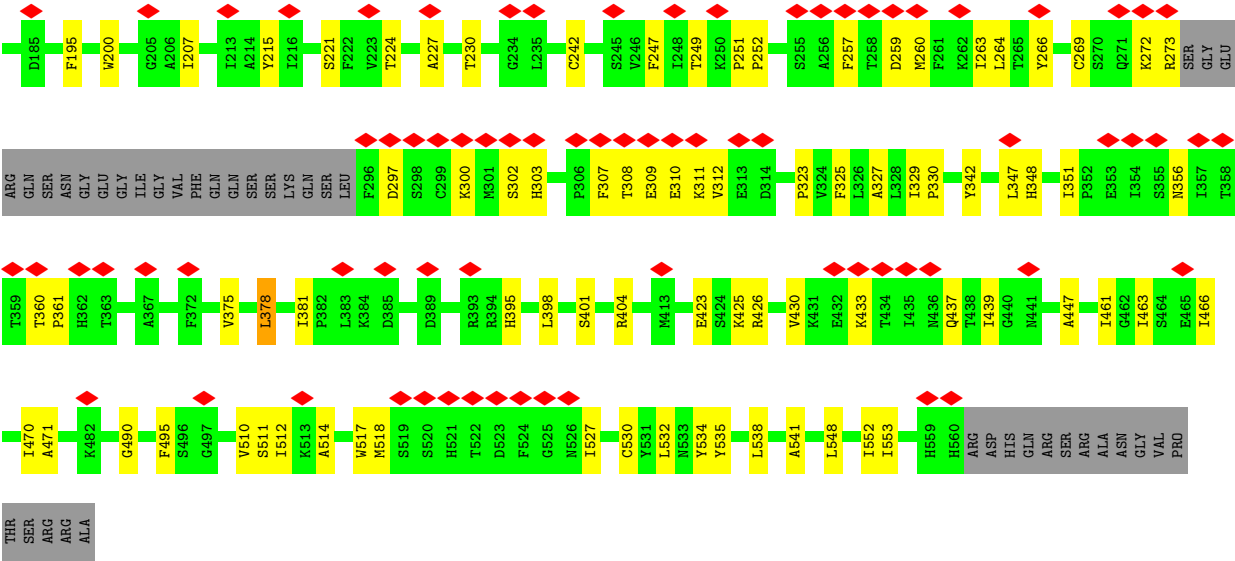 D185 F195 W200 G205 A206 I207 I213 A214 Y215 I216 S221 F222 V223 T224 A227 T230 G234 L235 C242 S245 V246 F247 I248 T249 K250 P251 P252 S255 A256 F257 T258 D259 M260 F261 K262 I263 L264 T265 Y266 C269 S270 Q271 K272 R273 SER GLY GLU
ARG GLN SER ASN GLY GLU GLY ILE GLY VAL PHE GLN GLN SER SER LYS GLN SER LEU F296 D297 S298 C299 K300 M301 S302 H303 P306 F307 T308 E309 E310 K311 V312 E313 D314 P323 V324 F325 L326 A327 L328 I329 P330 Y342 L347 H348 I351 P352 E353 I354 S355 N356 I357 T358
T359 T360 P361 H362 T363 A367 F372 V375 L378 I381 P382 L383 K384 D385 D389 R393 R394 H395 L398 S401 R404 M413 E423 S424 K425 R426 V430 K431 E432 K433 T434 I435 N436 Q437 T438 I439 G440 N441 A447 I461 G462 I463 S464 E465 I466
I470 A471 K482 G490 F495 S496 G497 V510 S511 I512 K513 A514 W517 M518 S519 S520 H521 T522 D523 F524 G525 N526 I527 C530 Y531 L532 N533 Y534 Y535 L538 A541 L548 I552 I553 H559 H560 ARG ASP HIS GLN ARG SER ARG ALA ASN GLY VAL PRO
THR SER ARG ARG ALA